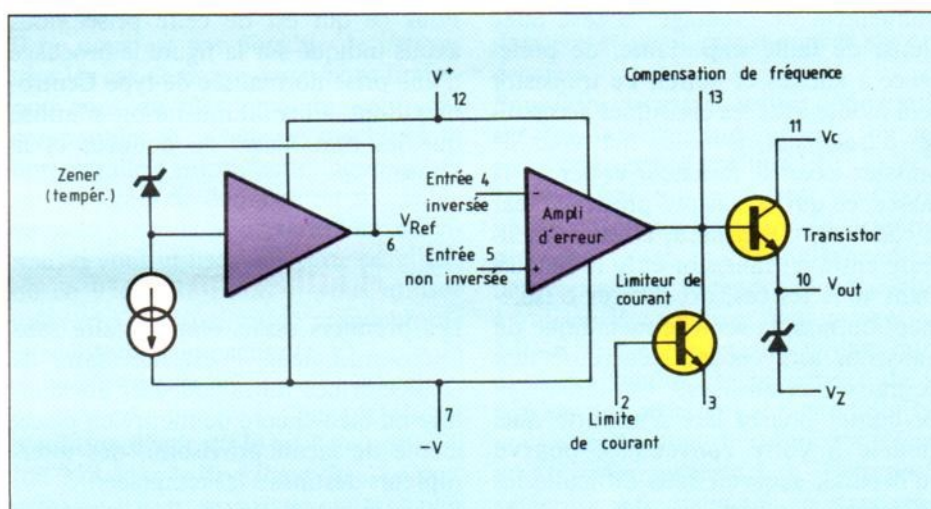 Compensation de fréquence
13
V+
12
11
Vc
Zener
(tempér.)
Entrée 4
inversée
-
Ampli
d'erreur
VRef
6
Transistor
Entrée 5
non inversée
+
Limiteur de
courant
10
Vout
2
3
VZ
7
-V
Limite
de courant